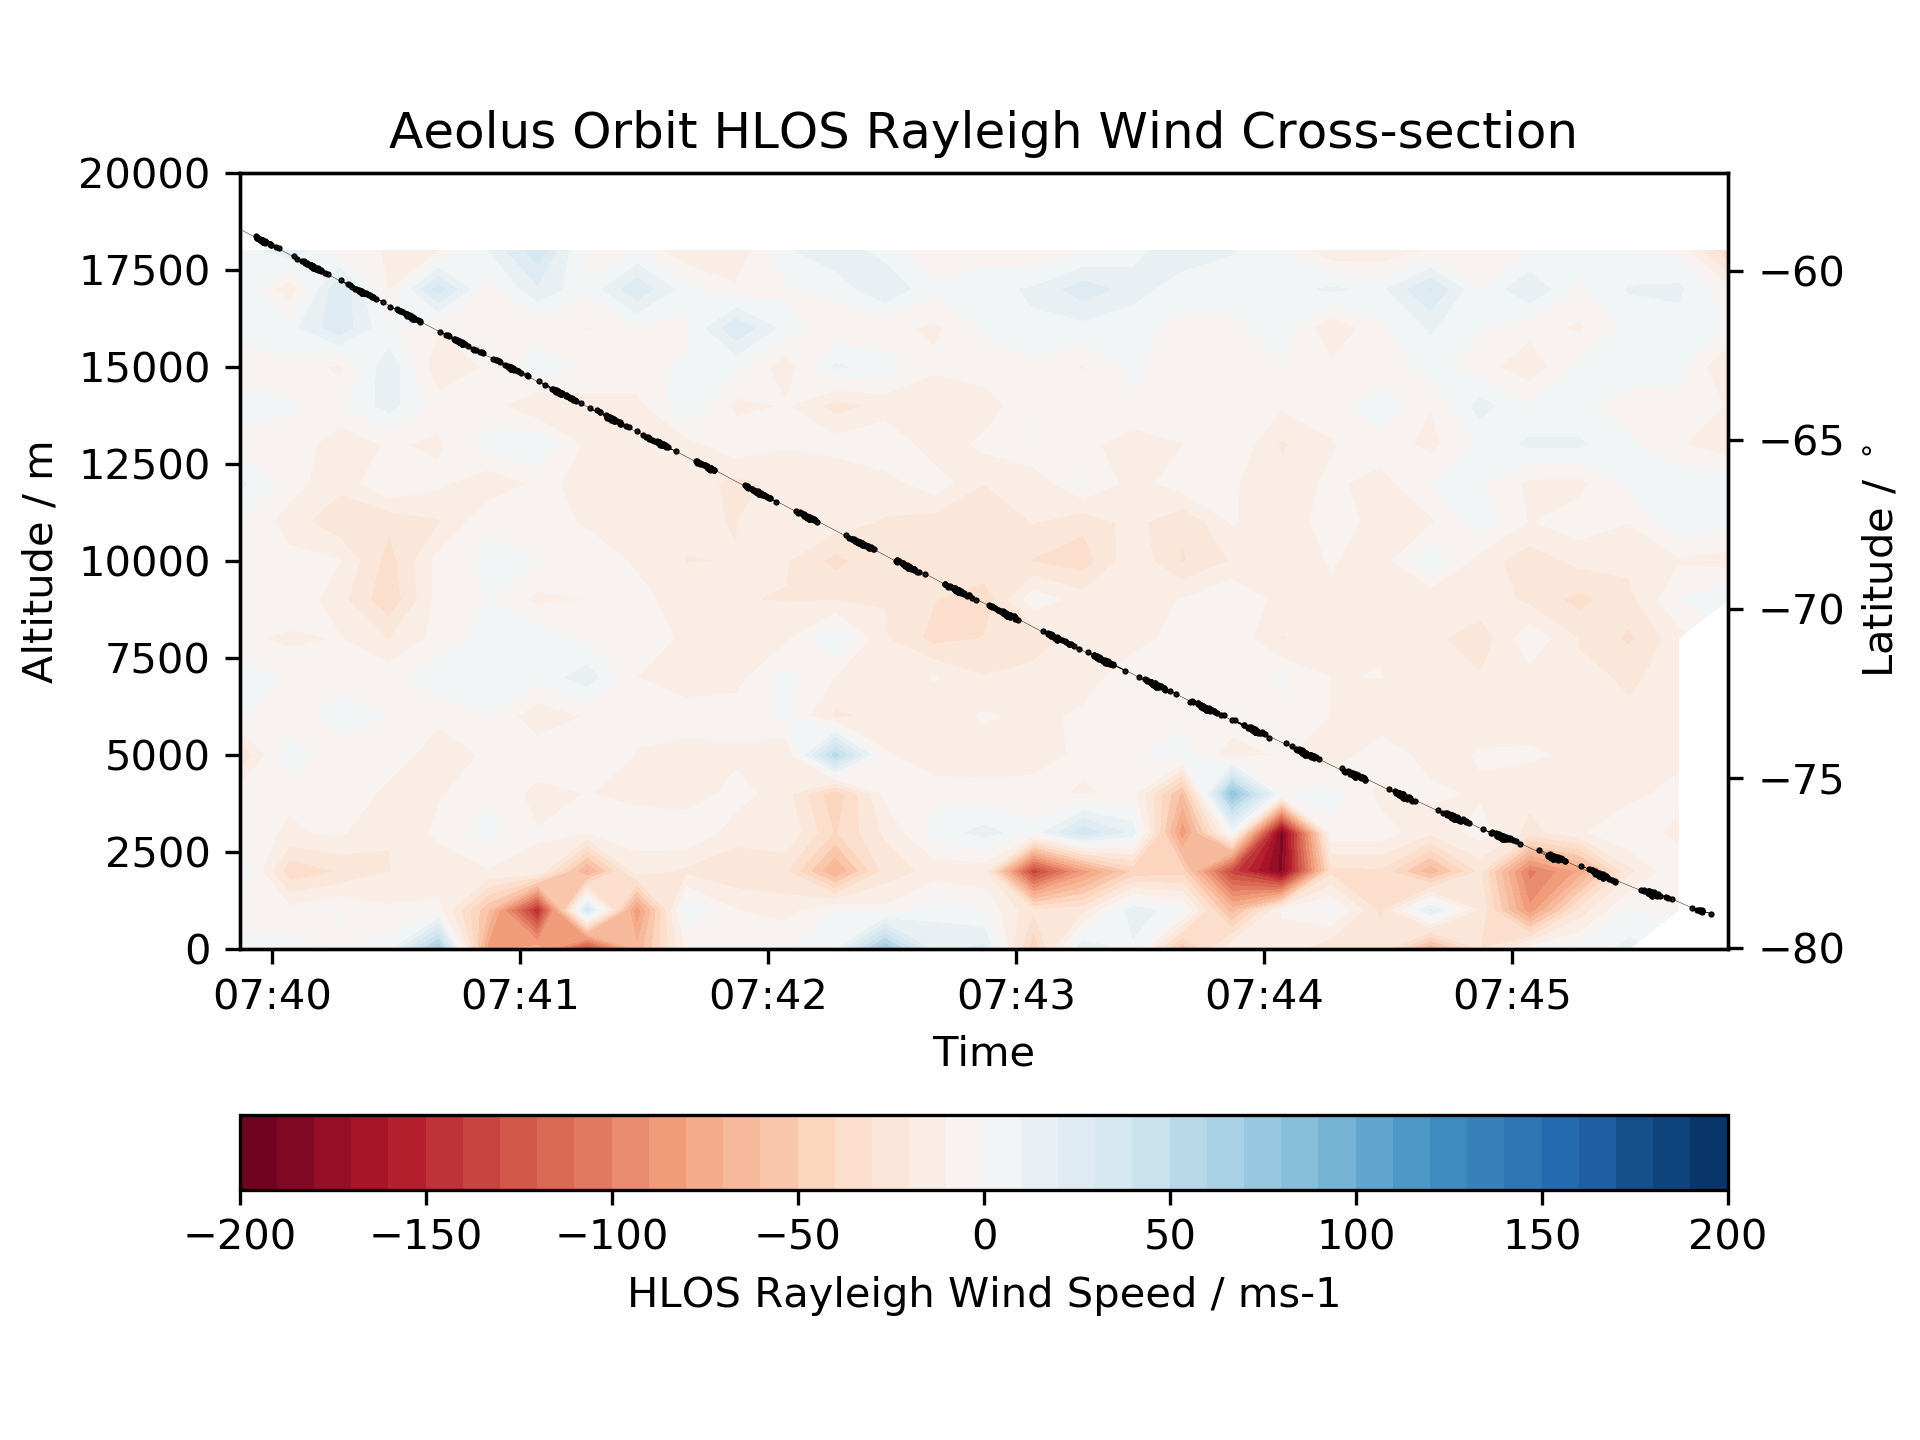 Aeolus Orbit HLOS Rayleigh Wind Cross-section
20000
17500
15000
12500
10000
7500
5000
2500
0
Altitude / m
−60
−65
−70
−75
−80
Latitude / °
07:40 07:41 07:42 07:43 07:44 07:45
Time
−200 −150 −100 −50 0 50 100 150 200
HLOS Rayleigh Wind Speed / ms-1